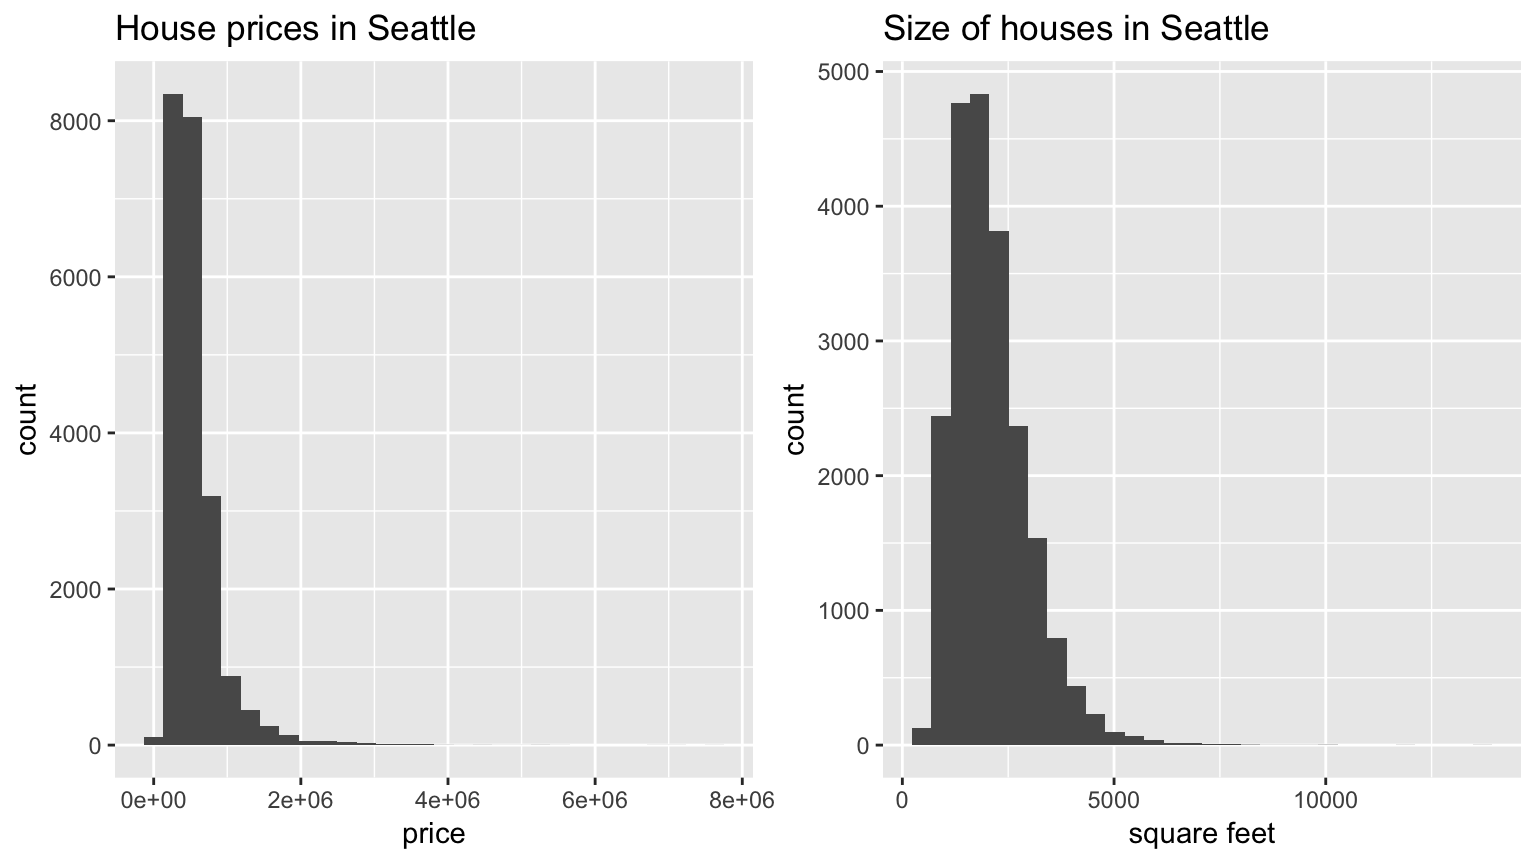 House prices in Seattle
8000
6000
4000
2000
0
count
0e+00 2e+06 4e+06 6e+06 8e+06
price
Size of houses in Seattle
5000
4000
3000
2000
1000
0
count
0 5000 10000
square feet